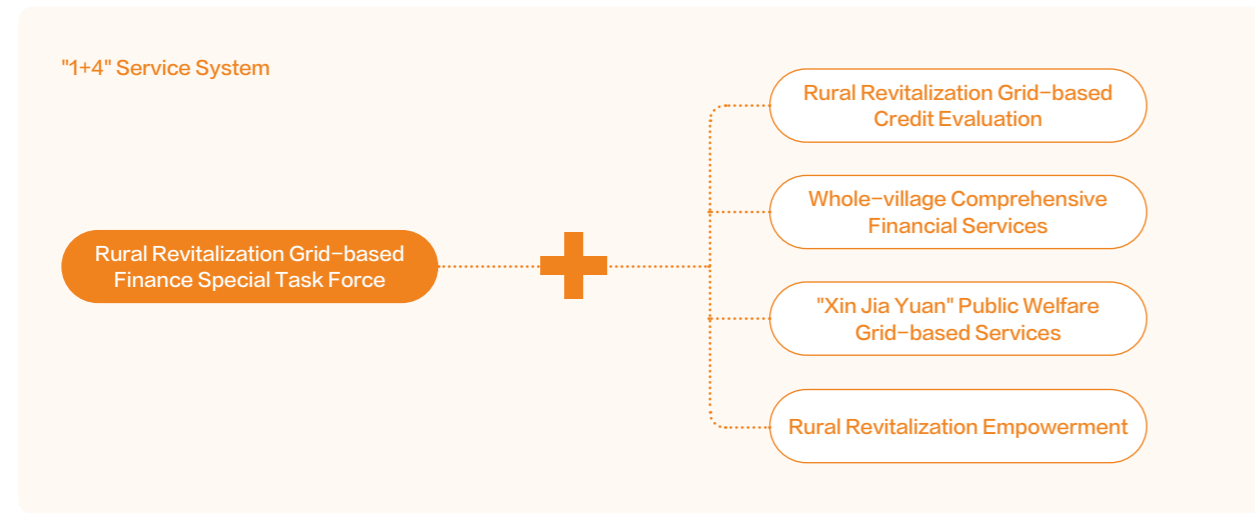 "1+4" Service System
Rural Revitalization Grid-based
Finance Special Task Force
Rural Revitalization Grid-based
Credit Evaluation
Whole-village Comprehensive
Financial Services
"Xin Jia Yuan" Public Welfare
Grid-based Services
Rural Revitalization Empowerment